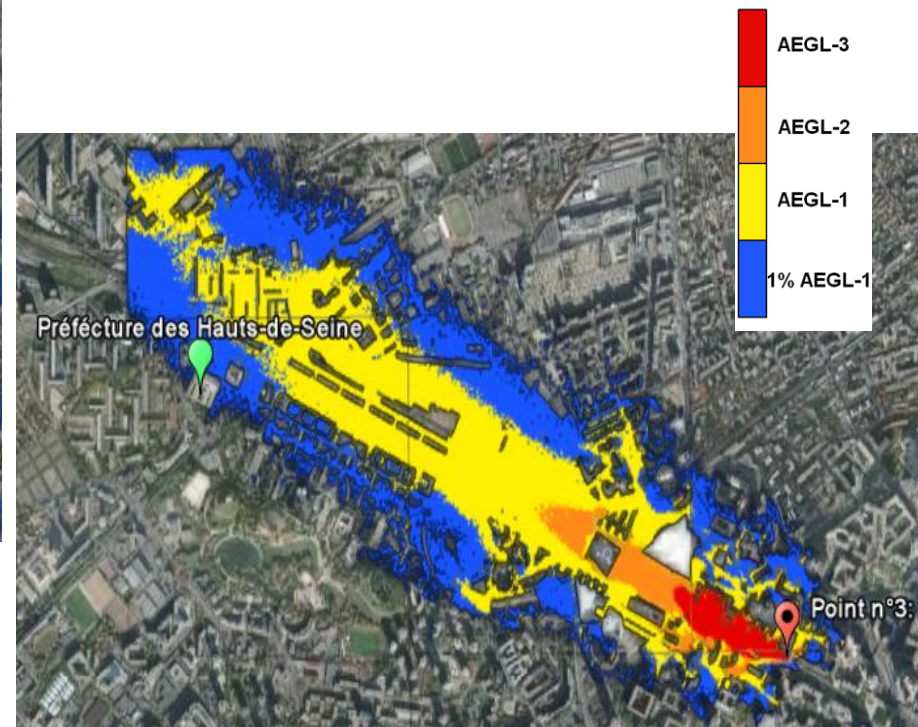 AEGL-3
AEGL-2
AEGL-1
1% AEGL-1
Préfécture des Hauts-de-Seine
Point n°3: